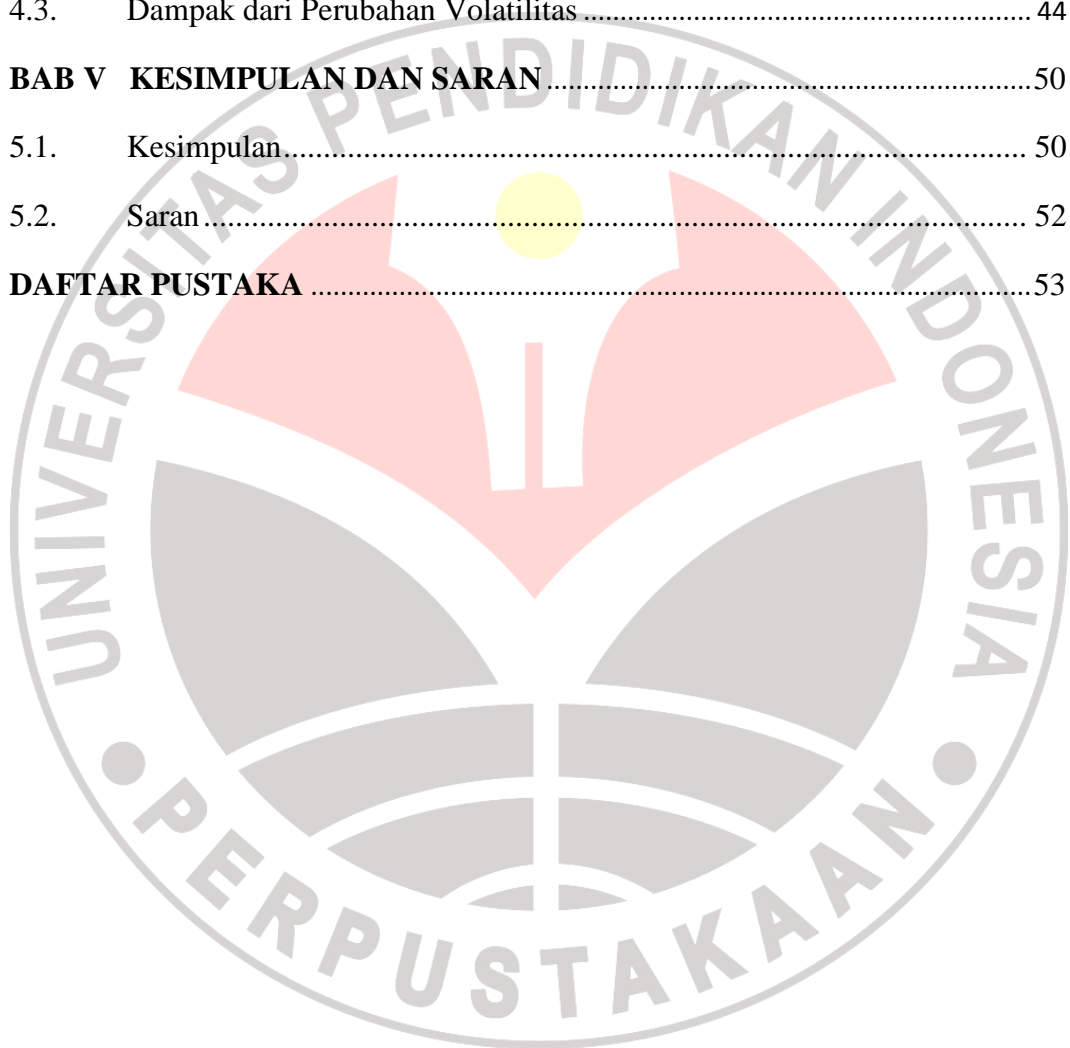 4.3. Dampak dari Perubahan Volatilitas ........ 44
BAB V KESIMPULAN DAN SARAN ........ 50
5.1. Kesimpulan ........ 50
5.2. Saran ........ 52
DAFTAR PUSTAKA ........ 53
UNIVERSITAS PENDIDIKAN INDONESIA
PERPUSTAKAAN